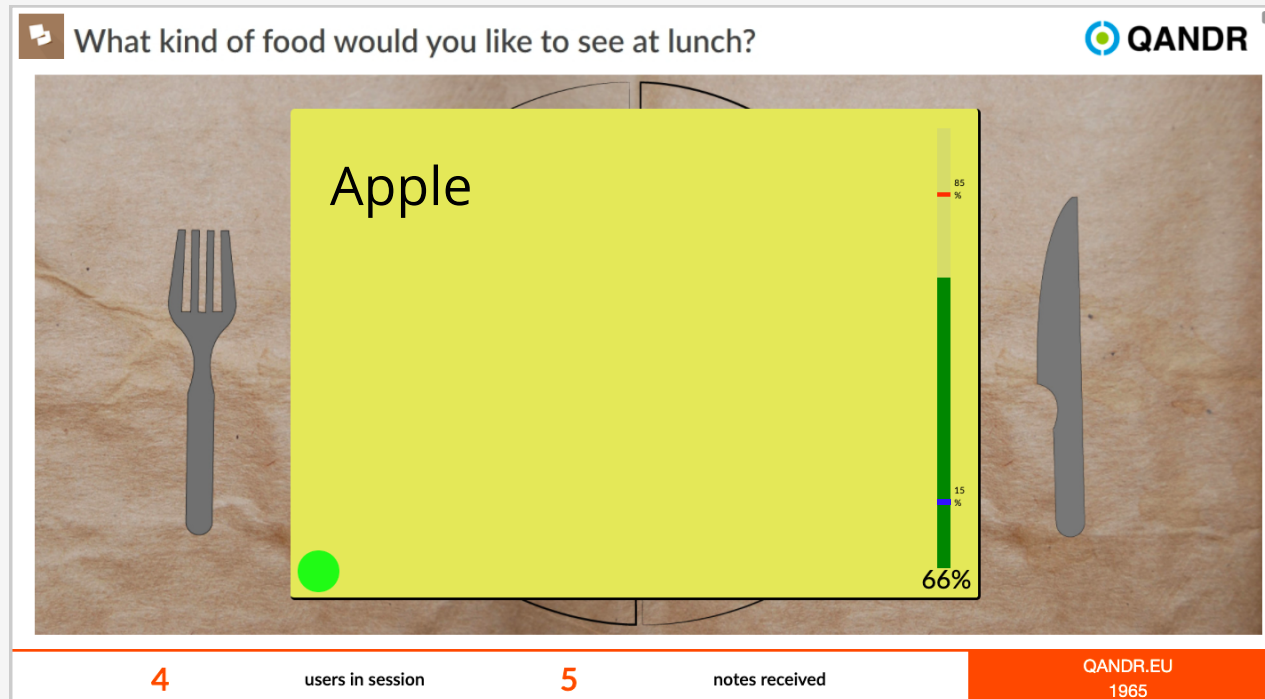 What kind of food would you like to see at lunch?
QANDR
Apple
85
%
15
%
66%
4 users in session 5 notes received
QANDR.EU
1965